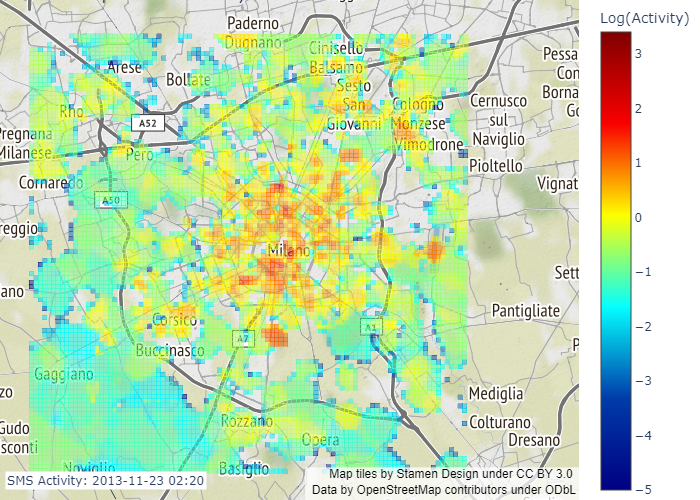 Log(Activity)
Paderno
Dugnano
Cinisello
Balsamo
Arese
Bollate
Sesto
San
Giovanni
Cologno
Monzese
Rho
A52
Cernusco
sul
Naviglio
Vimodrone
Pero
Pioltello
Pessa
Con
Borna
Go
Pregnana
Milanese
Cornaredo
A50
Vignat
reggio
Milano
Sett
ano
Corsico
A1
A7
Pantigliate
P
Buccinasco
Gaggiano
zo
Mediglia
Rozzano
Colturano
Gudo
sconti
Opera
Dresano
Noviglio
Basiglio
SMS Activity: 2013-11-23 02:20
Map tiles by Stamen Design under CC BY 3.0
Data by OpenStreetMap contributors under ODbL
3
2
1
0
−1
−2
−3
−4
−5